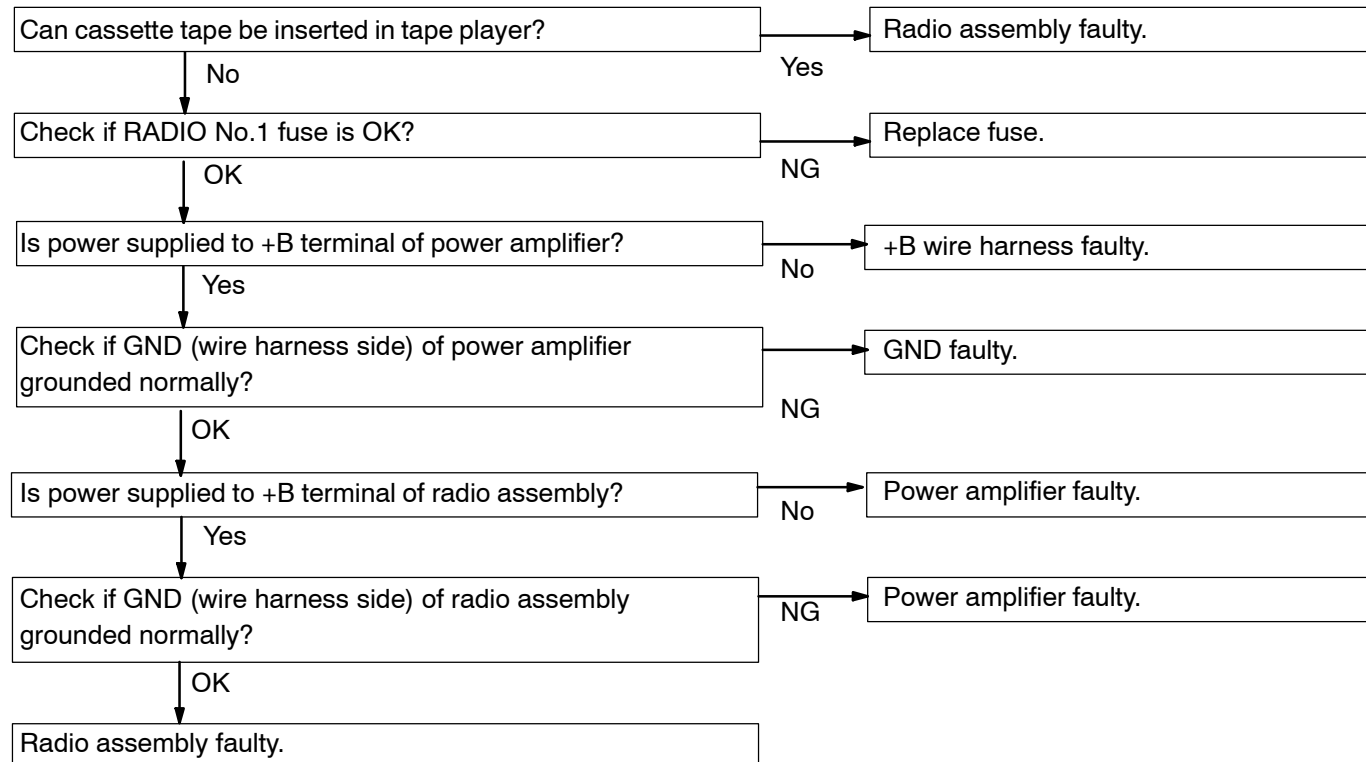 Can cassette tape be inserted in tape player?
Radio assembly faulty.
Yes
No
Check if RADIO No.1 fuse is OK?
Replace fuse.
NG
OK
Is power supplied to +B terminal of power amplifier?
+B wire harness faulty.
No
Yes
Check if GND (wire harness side) of power amplifier
grounded normally?
GND faulty.
NG
OK
Is power supplied to +B terminal of radio assembly?
Power amplifier faulty.
No
Yes
Check if GND (wire harness side) of radio assembly
grounded normally?
Power amplifier faulty.
NG
OK
Radio assembly faulty.